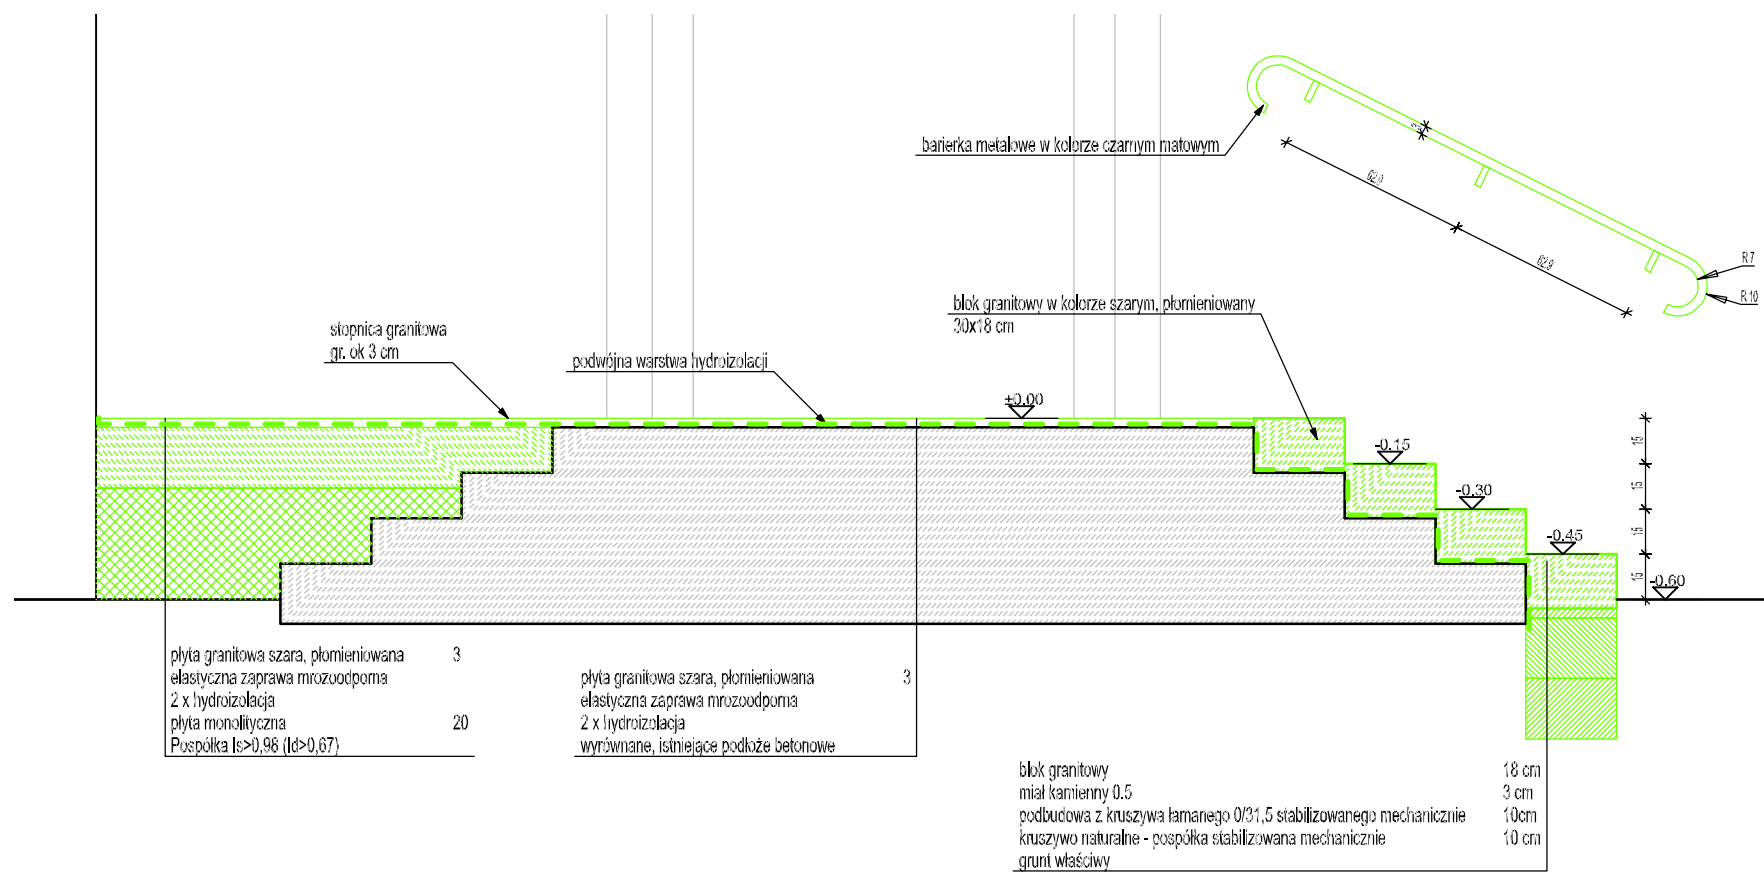 barierka metalowe w kolorze czarnym matowym
62,9
62,9
3
R7
R10
blok granitowy w kolorze szarym, płomieniowany
30x18 cm
stopnica granitowa
gr. ok 3 cm
podwójna warstwa hydroizolacji
±0.00
-0.15
-0.30
-0.45
-0.60
15
15
15
15
płyta granitowa szara, płomieniowana 3
elastyczna zaprawa mrozoodporna
2 x hydroizolacja
płyta monolityczna 20
Pospółka Is>0,98 (Id>0,67)
płyta granitowa szara, płomieniowana 3
elastyczna zaprawa mrozoodporna
2 x hydroizolacja
wyrównane, istniejące podłoże betonowe
blok granitowy 18 cm
miał kamienny 0.5 3 cm
podbudowa z kruszywa łamanego 0/31,5 stabilizowanego mechanicznie 10cm
kruszywo naturalne - pospółka stabilizowana mechanicznie 10 cm
grunt właściwy